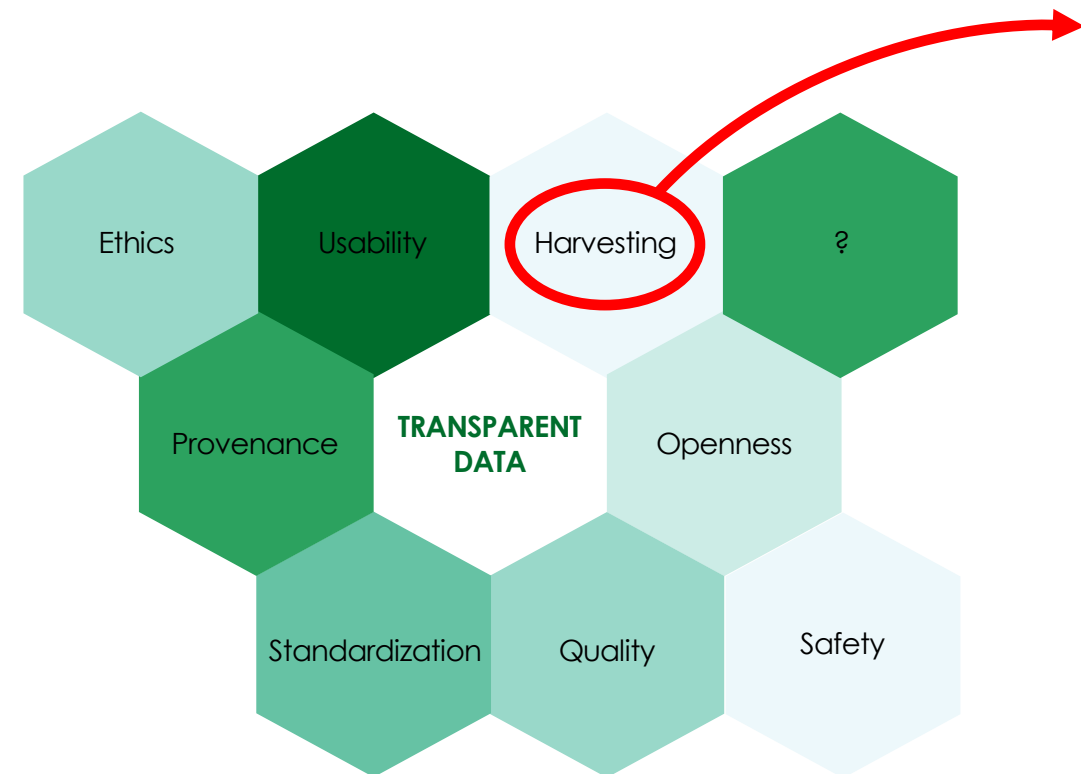 Ethics
Usability
Harvesting
?
Provenance
TRANSPARENT
DATA
Openness
Standardization
Quality
Safety